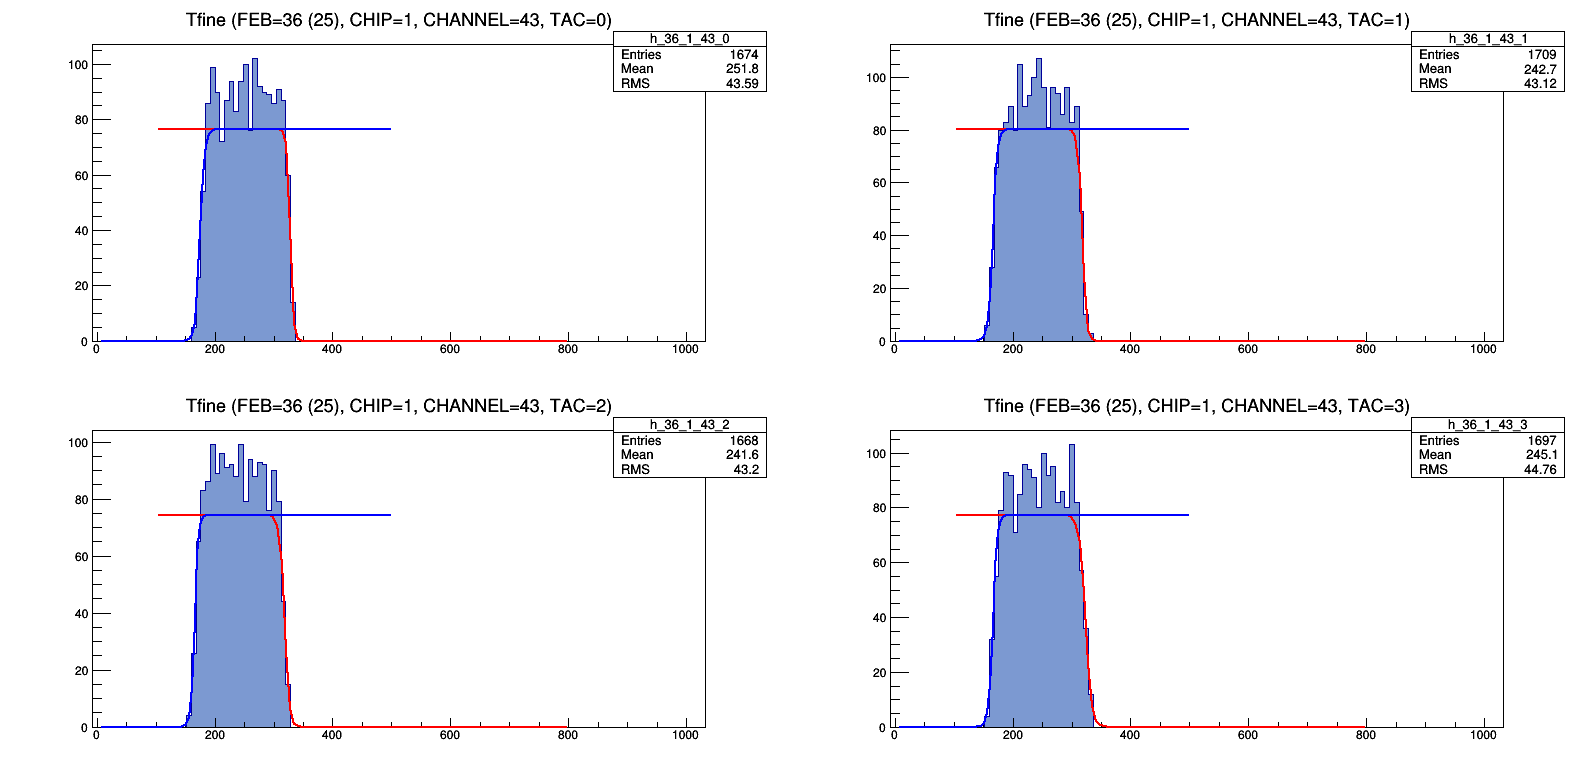 Tfine (FEB=36 (25), CHIP=1, CHANNEL=43, TAC=0)
h_36_1_43_0
Entries 1674
Mean 251.8
RMS 43.59
100
80
60
40
20
0
0 200 400 600 800 1000
Tfine (FEB=36 (25), CHIP=1, CHANNEL=43, TAC=1)
h_36_1_43_1
Entries 1709
Mean 242.7
RMS 43.12
100
80
60
40
20
0
0 200 400 600 800 1000
Tfine (FEB=36 (25), CHIP=1, CHANNEL=43, TAC=2)
h_36_1_43_2
Entries 1668
Mean 241.6
RMS 43.2
100
80
60
40
20
0
0 200 400 600 800 1000
Tfine (FEB=36 (25), CHIP=1, CHANNEL=43, TAC=3)
h_36_1_43_3
Entries 1697
Mean 245.1
RMS 44.76
100
80
60
40
20
0
0 200 400 600 800 1000